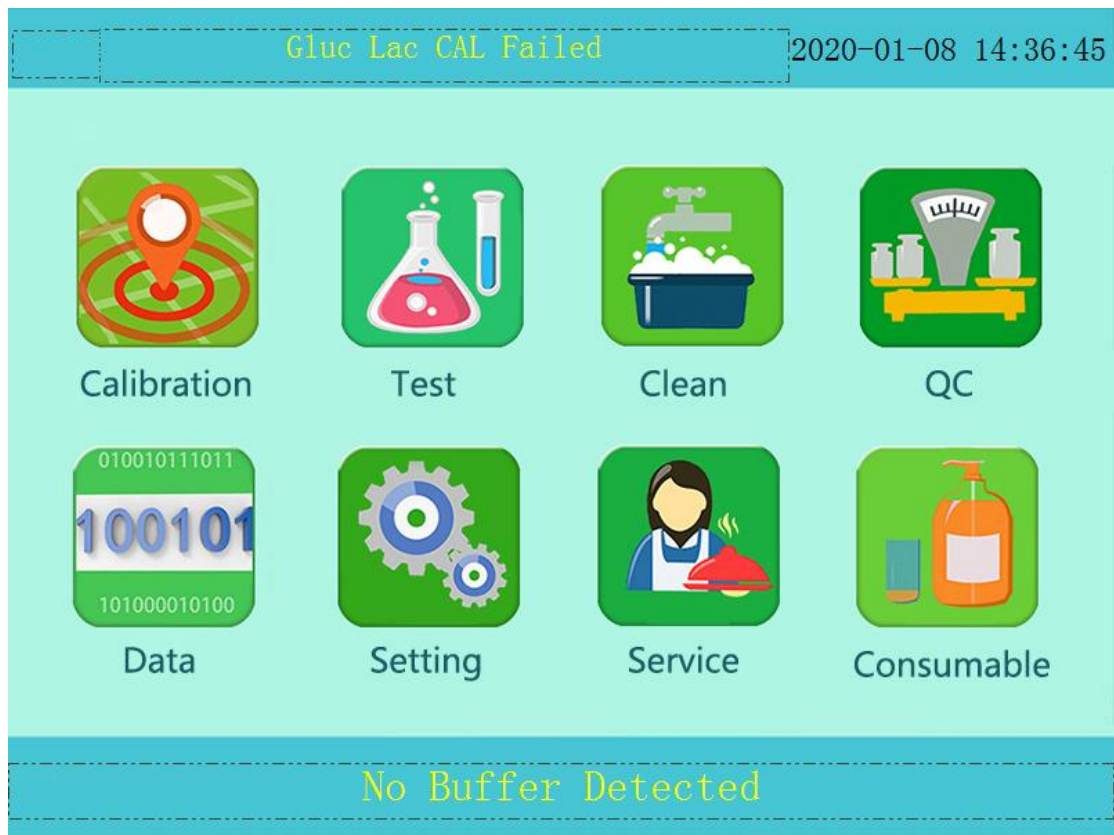 Gluc Lac CAL Failed
2020-01-08 14:36:45
Calibration
Test
Clean
QC
010010111011
100101
101000010100
Data
Setting
Service
Consumable
No Buffer Detected